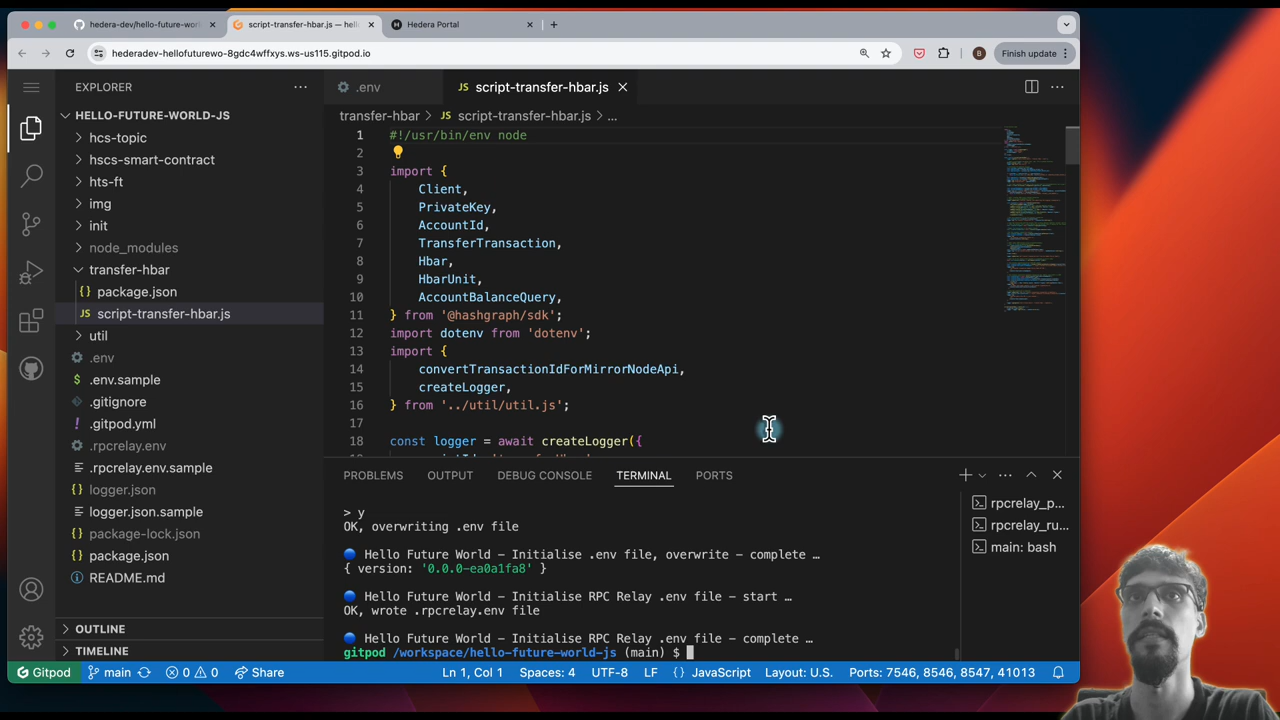 hedera-dev/hello-future-wor
script-transfer-hbar.js — hello
Hedera Portal
hederadev-hellofuturewo-8gdc4wffxys.ws-us115.gitpod.io
B
Finish update
EXPLORER
.env
JS script-transfer-hbar.js
HELLO-FUTURE-WORLD-JS
transfer-hbar > JS script-transfer-hbar.js > ...
hcs-topic
hscs-smart-contract
hts-ft
img
init
node_modules
transfer-hbar
{} package.json
JS script-transfer-hbar.js
util
.env
$ .env.sample
.gitignore
! .gitpod.yml
.rpcrelay.env
.rpcrelay.env.sample
{} logger.json
logger.json.sample
{} package-lock.json
{} package.json
README.md
OUTLINE
TIMELINE
1 #!/usr/bin/env node
2
3 import {
4 Client,
5 PrivateKey,
6 AccountId,
7 TransferTransaction,
8 Hbar,
9 HbarUnit,
10 AccountBalanceQuery,
11 } from '@hashgraph/sdk';
12 import dotenv from 'dotenv';
13 import {
14 convertTransactionIdForMirrorNodeApi,
15 createLogger,
16 } from '../util/util.js';
17
18 const logger = await createLogger({
PROBLEMS OUTPUT DEBUG CONSOLE TERMINAL PORTS
> y
OK, overwriting .env file
Hello Future World - Initialise .env file, overwrite - complete …
{ version: '0.0.0-ea0a1fa8' }
Hello Future World - Initialise RPC Relay .env file - start …
OK, wrote .rpcrelay.env file
Hello Future World - Initialise RPC Relay .env file - complete …
gitpod /workspace/hello-future-world-js (main) $
rpcrelay_p...
rpcrelay_ru...
main: bash
Gitpod main 0 0 Share Ln 1, Col 1 Spaces: 4 UTF-8 LF {} JavaScript Layout: U.S. Ports: 7546, 8546, 8547, 41013